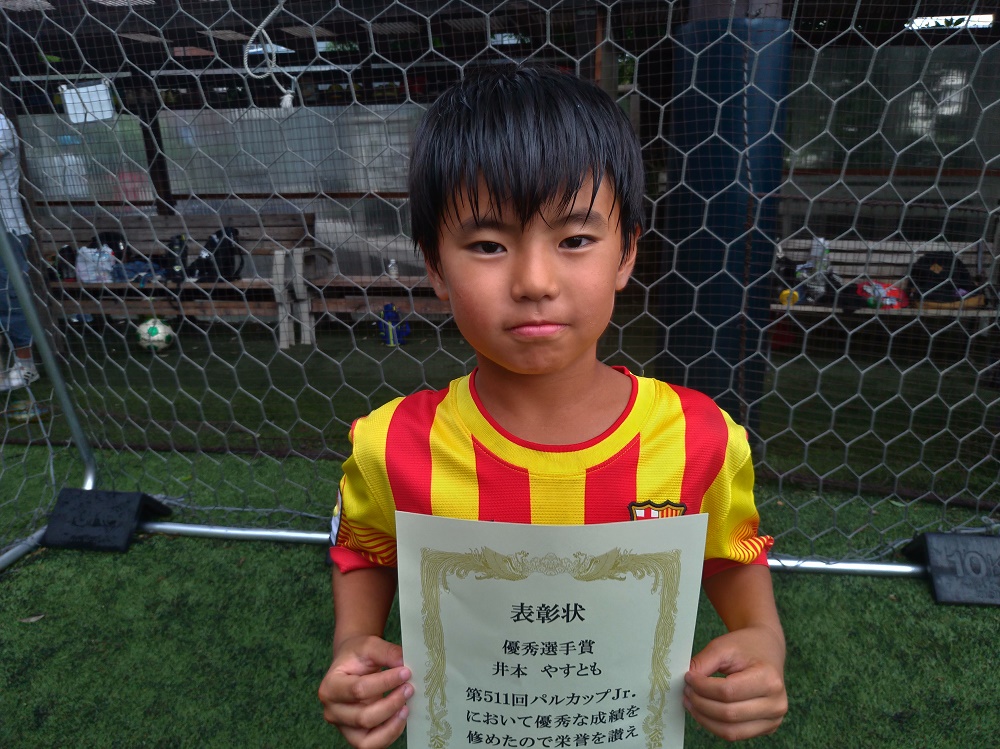 表彰状
優秀選手賞
井本 やすとも
第511回パルカップJr.
において優秀な成績を
修めたので栄誉を讃え
10K